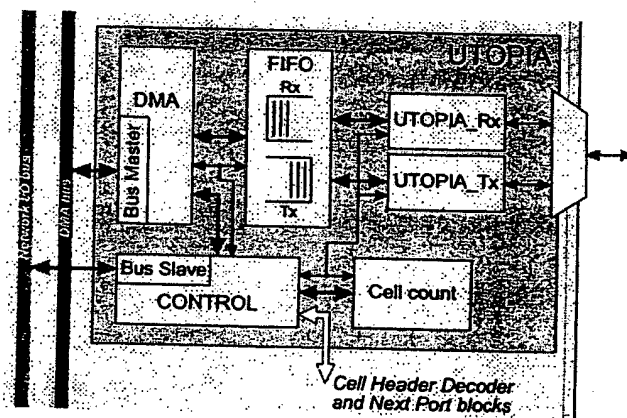 UTOPIA
FIFO
Rx
DMA
UTOPIA_Rx
UTOPIA_Tx
Tx
Bus Master
Network IO bus
DMA bus
Bus Slave
CONTROL
Cell count
Cell Header Decoder
and Next Port blocks